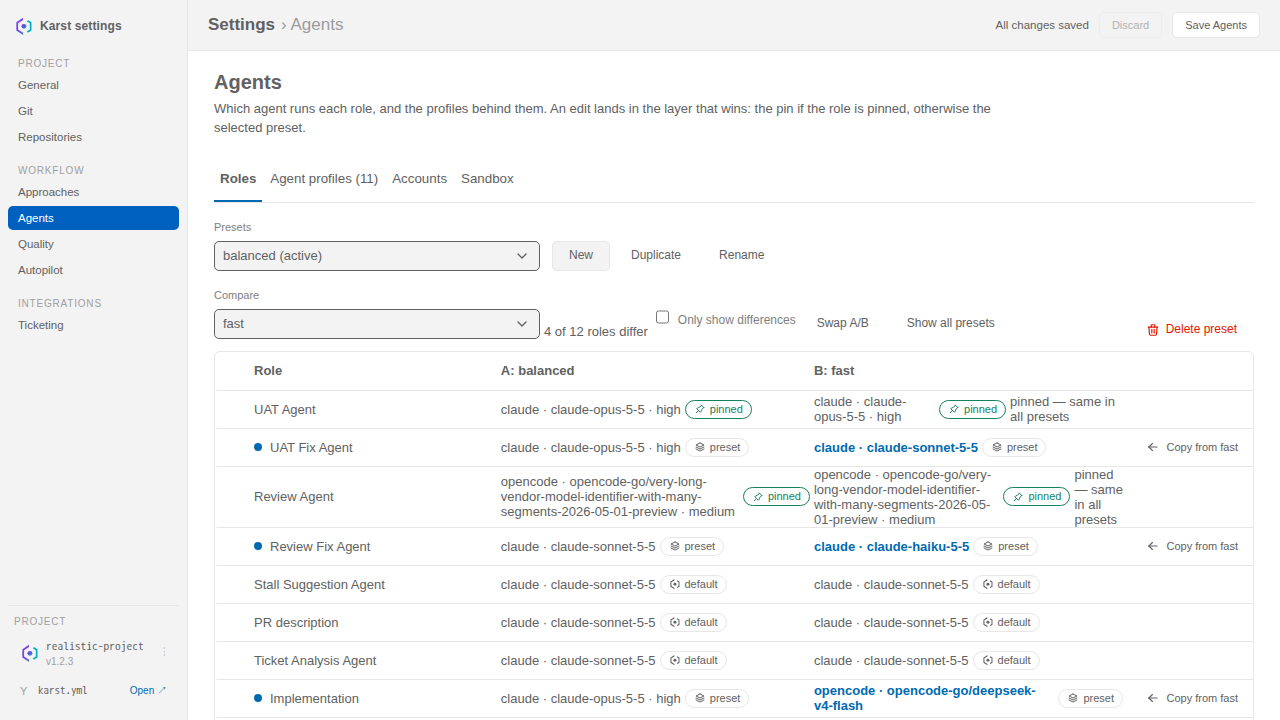 Karst settings
Settings › Agents
All changes saved
Discard
Save Agents
PROJECT
General
Git
Repositories
WORKFLOW
Approaches
Agents
Quality
Autopilot
INTEGRATIONS
Ticketing
PROJECT
realistic-project
v1.2.3
Y karst.yml Open ↗
Agents
Which agent runs each role, and the profiles behind them. An edit lands in the layer that wins: the pin if the role is pinned, otherwise the
selected preset.
Roles Agent profiles (11) Accounts Sandbox
Presets
balanced (active) New Duplicate Rename
Compare
fast 4 of 12 roles differ Only show differences Swap A/B Show all presets Delete preset
Role A: balanced B: fast
UAT Agent claude · claude-opus-5-5 · high pinned
claude · claude-
opus-5-5 · high
pinned
pinned — same in
all presets
UAT Fix Agent claude · claude-opus-5-5 · high preset claude · claude-sonnet-5-5 preset Copy from fast
Review Agent
opencode · opencode-go/very-long-
vendor-model-identifier-with-many-
segments-2026-05-01-preview · medium
pinned
opencode · opencode-go/very-
long-vendor-model-identifier-
with-many-segments-2026-05-
01-preview · medium
pinned
pinned
— same
in all
presets
Review Fix Agent claude · claude-sonnet-5-5 preset claude · claude-haiku-5-5 preset Copy from fast
Stall Suggestion Agent claude · claude-sonnet-5-5 default claude · claude-sonnet-5-5 default
PR description claude · claude-sonnet-5-5 default claude · claude-sonnet-5-5 default
Ticket Analysis Agent claude · claude-sonnet-5-5 default claude · claude-sonnet-5-5 default
Implementation claude · claude-opus-5-5 · high preset
opencode · opencode-go/deepseek-
v4-flash
preset Copy from fast